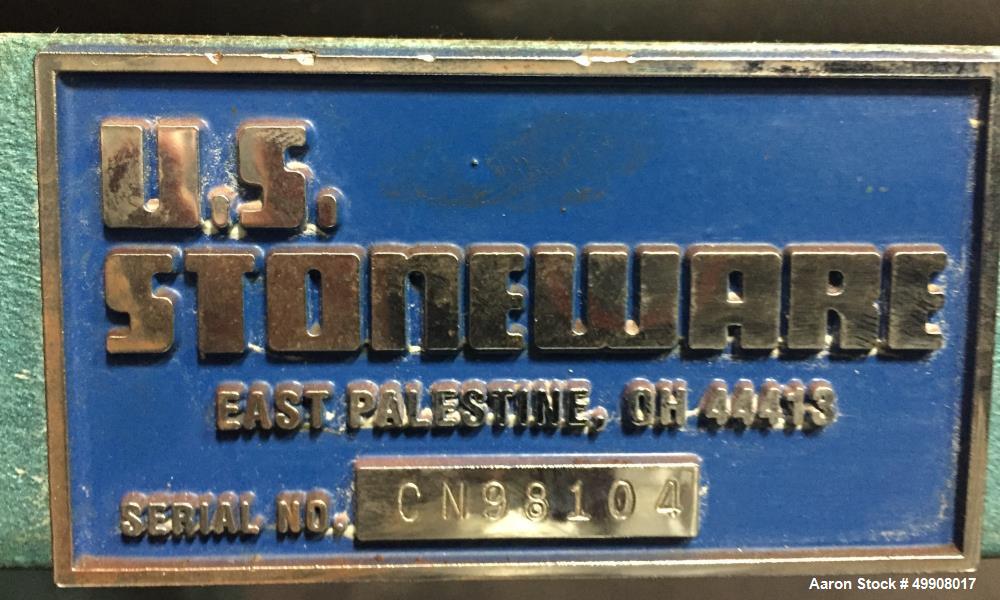 U.S.
STONEWARE
EAST PALESTINE, OH 44413
SERIAL NO. CN98104
Aaron Stock # 49908017